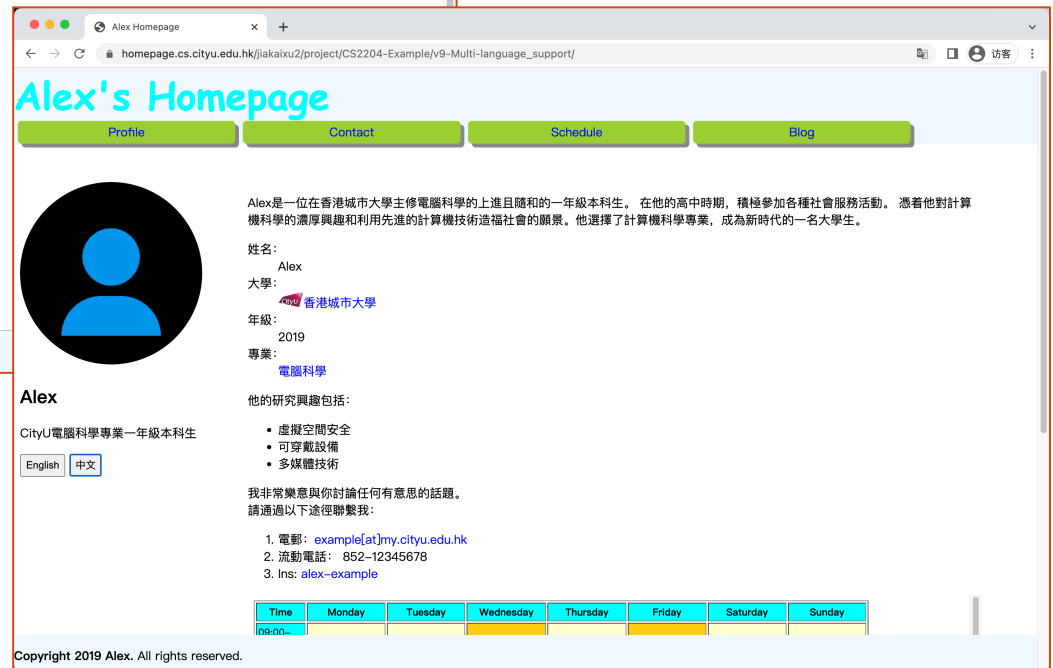 Alex Homepage
homepage.cs.cityu.edu.hk/jiakaixu2/project/CS2204-Example/v9-Multi-language_support/
访客
Alex's Homepage
Profile Contact Schedule Blog
Alex是一位在香港城市大學主修電腦科學的上進且隨和的一年級本科生。 在他的高中時期，積極參加各種社會服務活動。 憑着他對計算
機科學的濃厚興趣和利用先進的計算機技術造福社會的願景。他選擇了計算機科學專業，成為新時代的一名大學生。
姓名：
Alex
大學：
CityU 香港城市大學
年級：
2019
專業：
電腦科學
Alex
CityU電腦科學專業一年級本科生
English 中文
他的研究興趣包括：
• 虛擬空間安全
• 可穿戴設備
• 多媒體技術
我非常樂意與你討論任何有意思的話題。
請通過以下途徑聯繫我：
1. 電郵： example[at]my.cityu.edu.hk
2. 流動電話： 852-12345678
3. Ins: alex-example
Time Monday Tuesday Wednesday Thursday Friday Saturday Sunday
09:00-
Copyright 2019 Alex. All rights reserved.